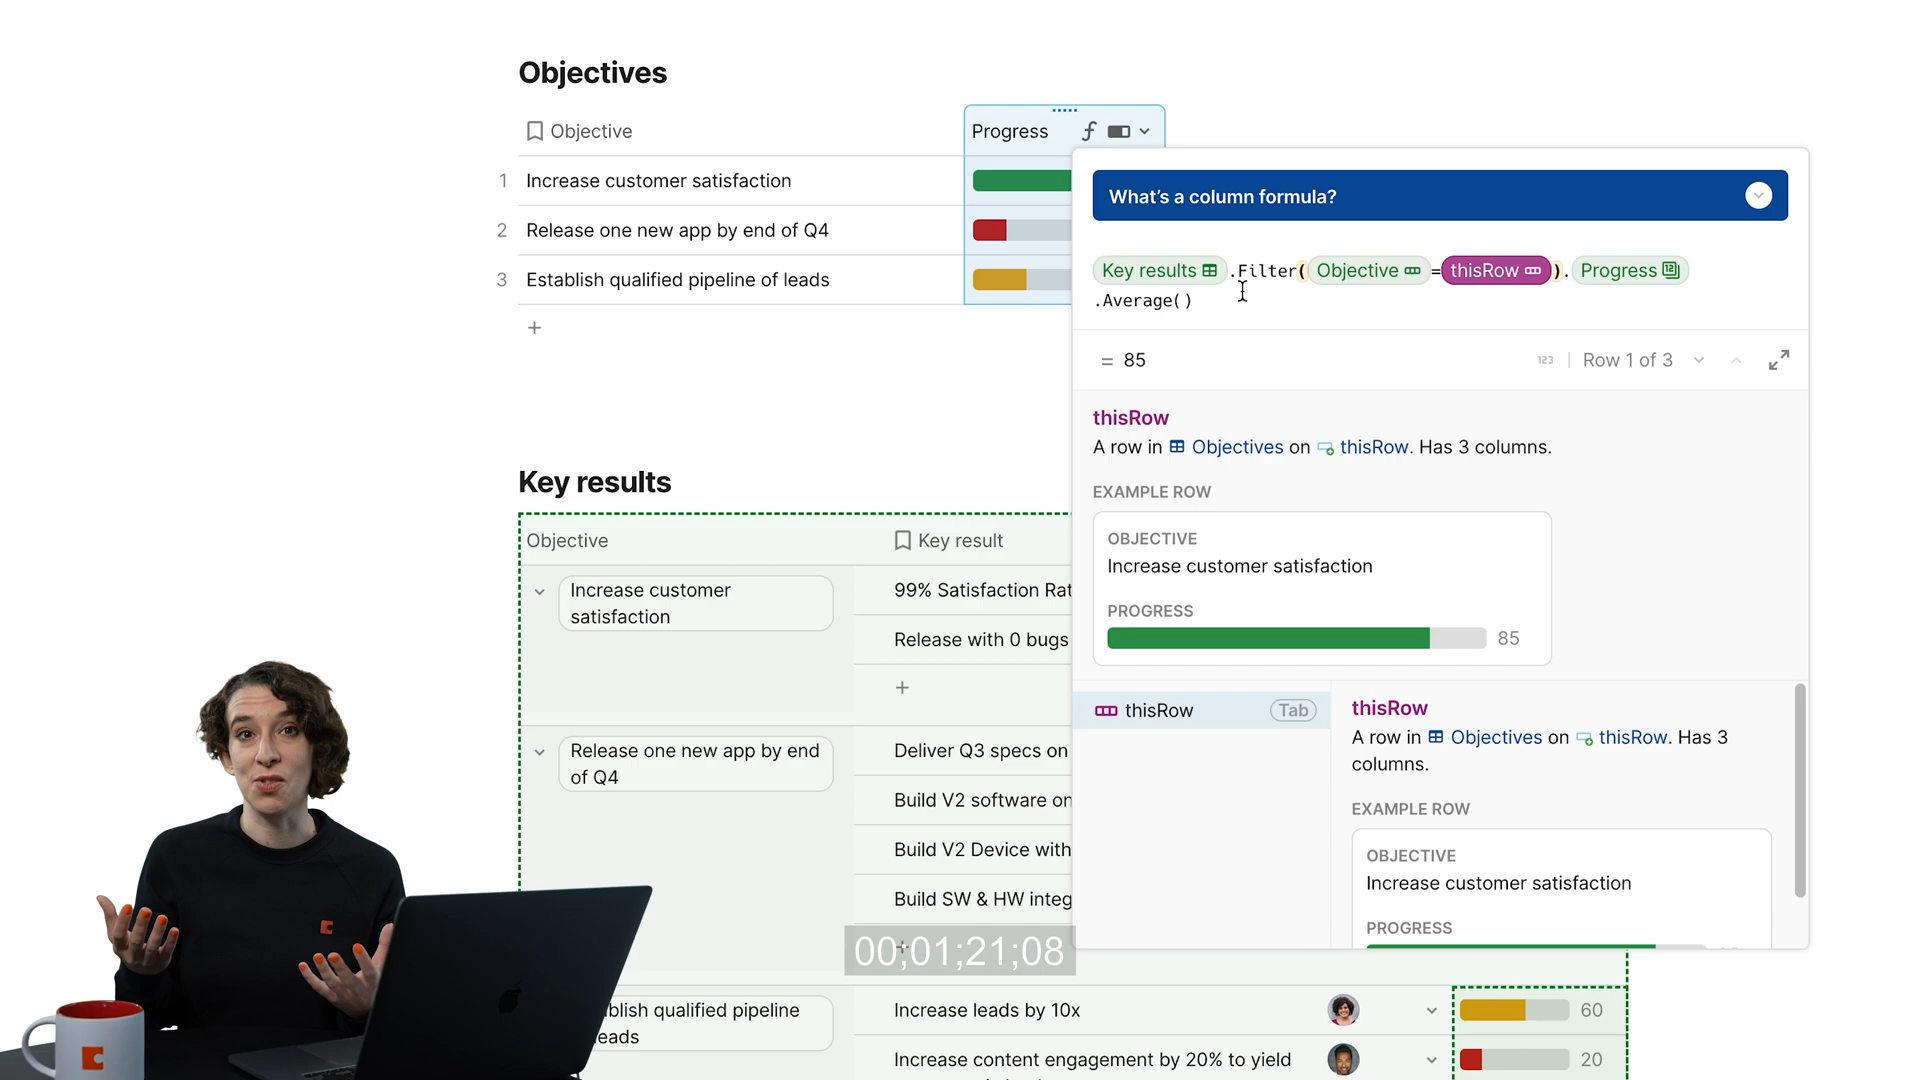 Objectives
Objective
Progress
1 Increase customer satisfaction
2 Release one new app by end of Q4
3 Establish qualified pipeline of leads
+
What's a column formula?
Key results .Filter( Objective = thisRow ). Progress
.Average()
= 85
123 Row 1 of 3
thisRow
A row in Objectives on thisRow. Has 3 columns.
EXAMPLE ROW
OBJECTIVE
Increase customer satisfaction
PROGRESS
85
thisRow Tab
thisRow
A row in Objectives on thisRow. Has 3
columns.
EXAMPLE ROW
OBJECTIVE
Increase customer satisfaction
PROGRESS
Key results
Objective
Key result
Increase customer
satisfaction
99% Satisfaction Rat
Release with 0 bugs
+
Release one new app by end
of Q4
Deliver Q3 specs on
Build V2 software on
Build V2 Device with
Build SW & HW integ
00;01;21;08
blish qualified pipeline
eads
Increase leads by 10x
60
Increase content engagement by 20% to yield
20